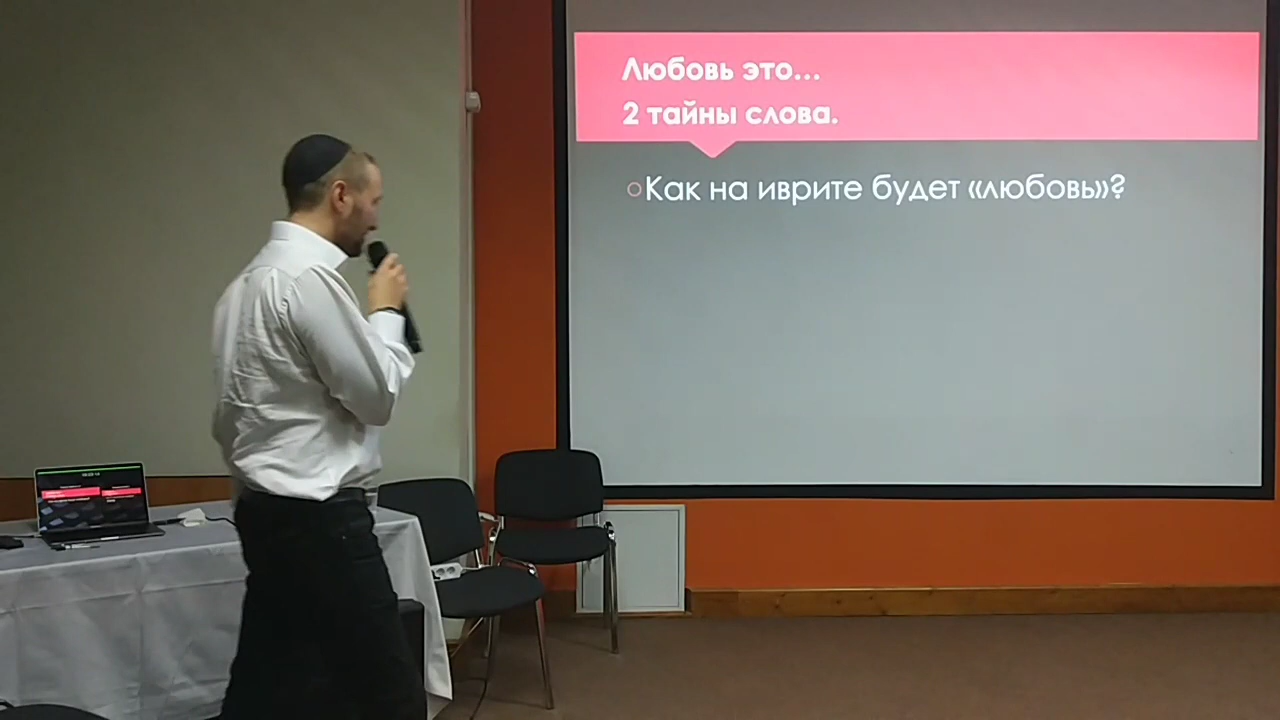 Любовь это...
2 тайны слова.
Как на иврите будет «любовь»?